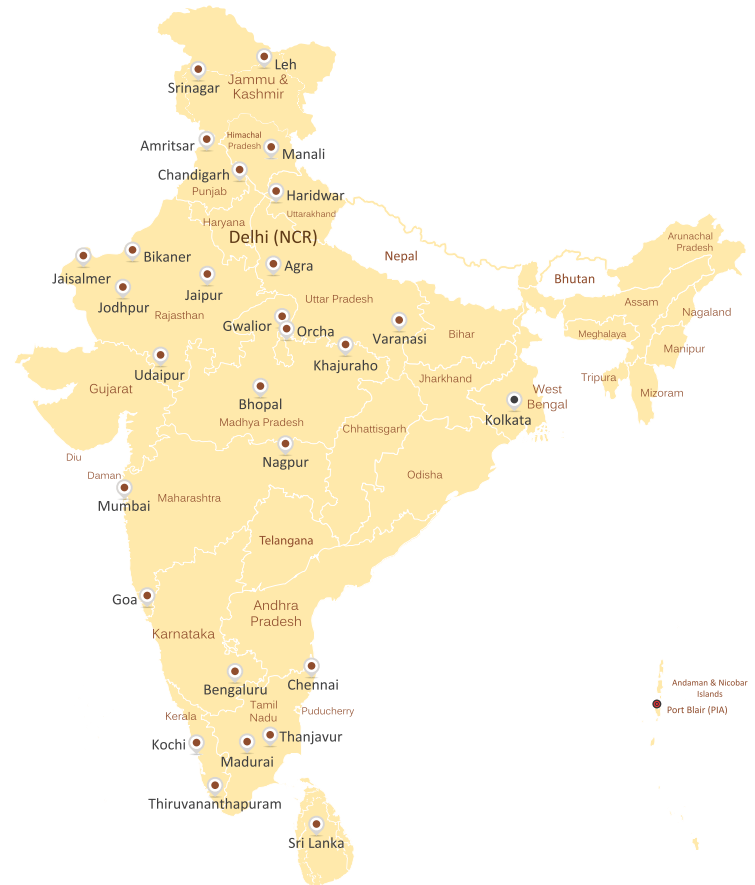 Leh
Srinagar
Jammu &
Kashmir
Amritsar
Himachal
Pradesh
Manali
Chandigarh
Punjab
Haridwar
Uttarakhand
Haryana
Delhi (NCR)
Nepal
Arunachal
Pradesh
Bikaner
Agra
Jaisalmer
Bhutan
Jodhpur
Jaipur
Uttar Pradesh
Assam
Rajasthan
Nagaland
Gwalior
Orcha
Varanasi
Bihar
Meghalaya
Manipur
Khajuraho
Udaipur
Jharkhand
Tripura
Gujarat
West
Bengal
Mizoram
Bhopal
Madhya Pradesh
Kolkata
Chhattisgarh
Diu
Nagpur
Daman
Odisha
Mumbai
Maharashtra
Telangana
Goa
Andhra
Pradesh
Karnataka
Chennai
Bengaluru
Andaman & Nicobar
Islands
Port Blair (PIA)
Kerala
Tamil
Nadu
Puducherry
Kochi
Thanjavur
Madurai
Thiruvananthapuram
Sri Lanka